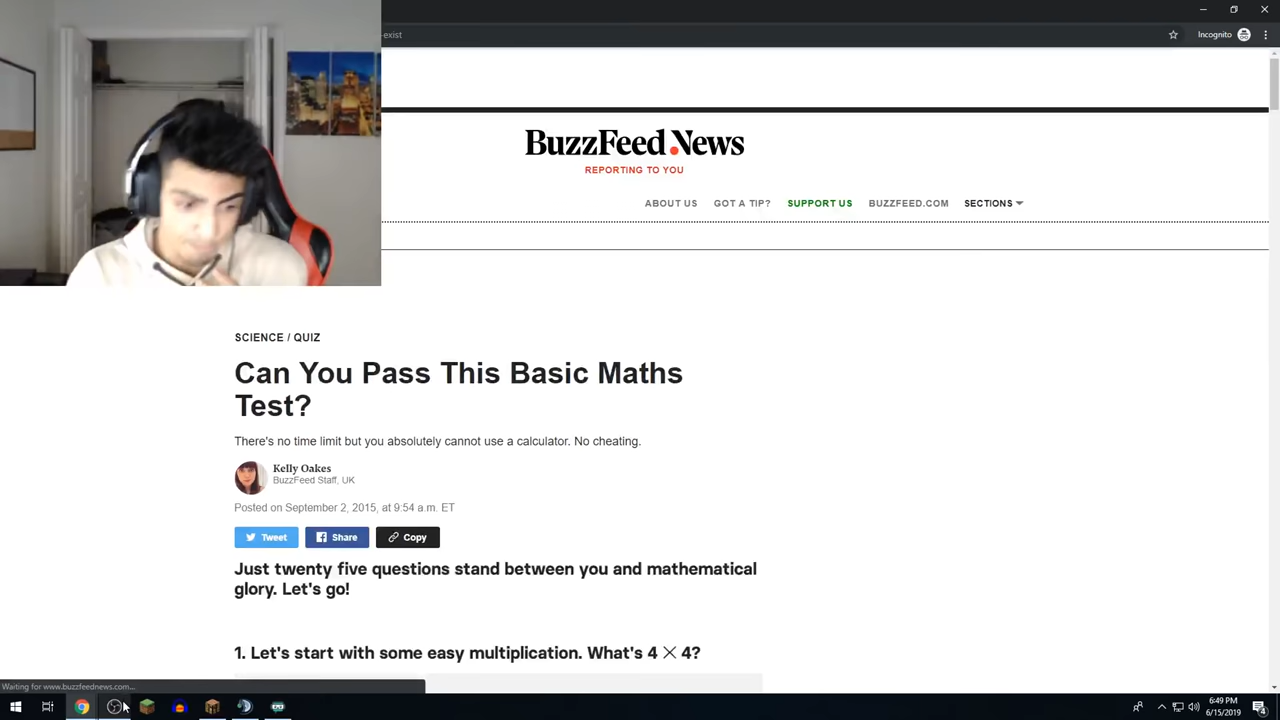 -exist
Incognito
BuzzFeed News
REPORTING TO YOU
ABOUT US GOT A TIP? SUPPORT US BUZZFEED.COM SECTIONS
SCIENCE / QUIZ
Can You Pass This Basic Maths
Test?
There's no time limit but you absolutely cannot use a calculator. No cheating.
Kelly Oakes
BuzzFeed Staff, UK
Posted on September 2, 2015, at 9:54 a.m. ET
Tweet Share Copy
Just twenty five questions stand between you and mathematical
glory. Let's go!
1. Let's start with some easy multiplication. What's 4 × 4?
Waiting for www.buzzfeednews.com...
6:49 PM
6/15/2019
4